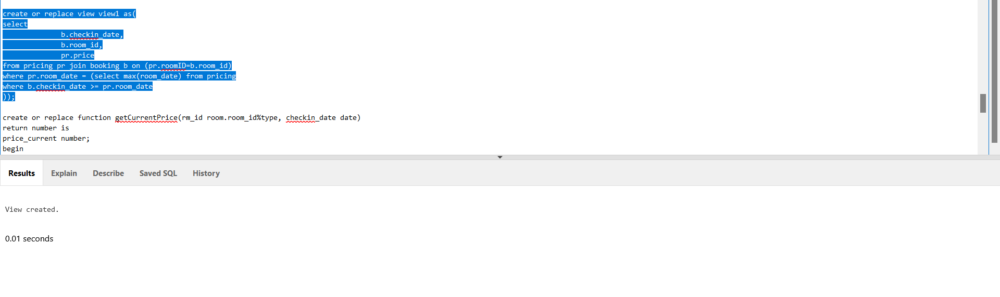 create or replace view view1 as(
select
b.checkin_date,
b.room_id,
pr.price
from pricing pr join booking b on (pr.roomID=b.room_id)
where pr.room_date = (select max(room_date) from pricing
where b.checkin_date >= pr.room_date
));
create or replace function getCurrentPrice(rm_id room.room_id%type, checkin_date date)
return number is
price_current number;
begin
Results Explain Describe Saved SQL History
View created.
0.01 seconds